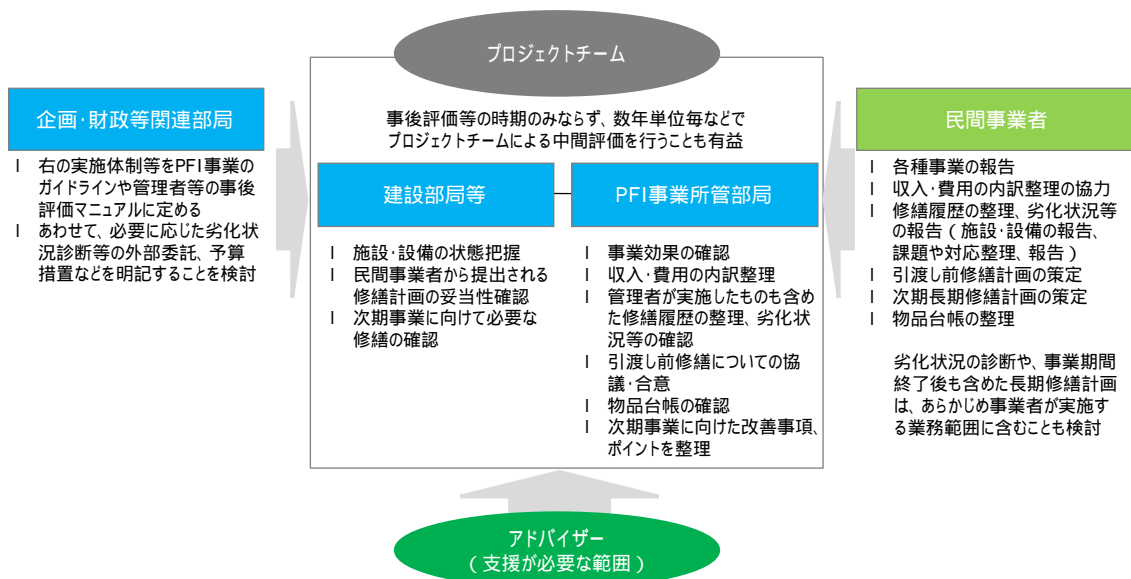 プロジェクトチーム
企画・財政等関連部局
l 右の実施体制等をPFI事業の
ガイドラインや管理者等の事後
評価マニュアルに定める
l あわせて、必要に応じた劣化状
況診断等の外部委託、予算
措置などを明記することを検討
事後評価等の時期のみならず、数年単位毎などで
プロジェクトチームによる中間評価を行うことも有益
建設部局等
l 施設・設備の状態把握
l 民間事業者から提出される
修繕計画の妥当性確認
l 次期事業に向けて必要な
修繕の確認
PFI事業所管部局
l 事業効果の確認
l 収入・費用の内訳整理
l 管理者が実施したものも含め
た修繕履歴の整理、劣化状
況等の確認
l 引渡し前修繕についての協
議・合意
l 物品台帳の確認
l 次期事業に向けた改善事項、
ポイントを整理
民間事業者
l 各種事業の報告
l 収入・費用の内訳整理の協力
l 修繕履歴の整理、劣化状況等
の報告（施設・設備の報告、
課題や対応整理、報告）
l 引渡し前修繕計画の策定
l 次期長期修繕計画の策定
l 物品台帳の整理
劣化状況の診断や、事業期間
終了後も含めた長期修繕計画
は、あらかじめ事業者が実施す
る業務範囲に含むことも検討
アドバイザー
（支援が必要な範囲）